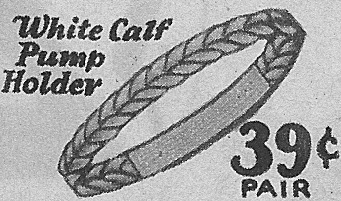 White Calf
Pump
Holder
39¢
PAIR